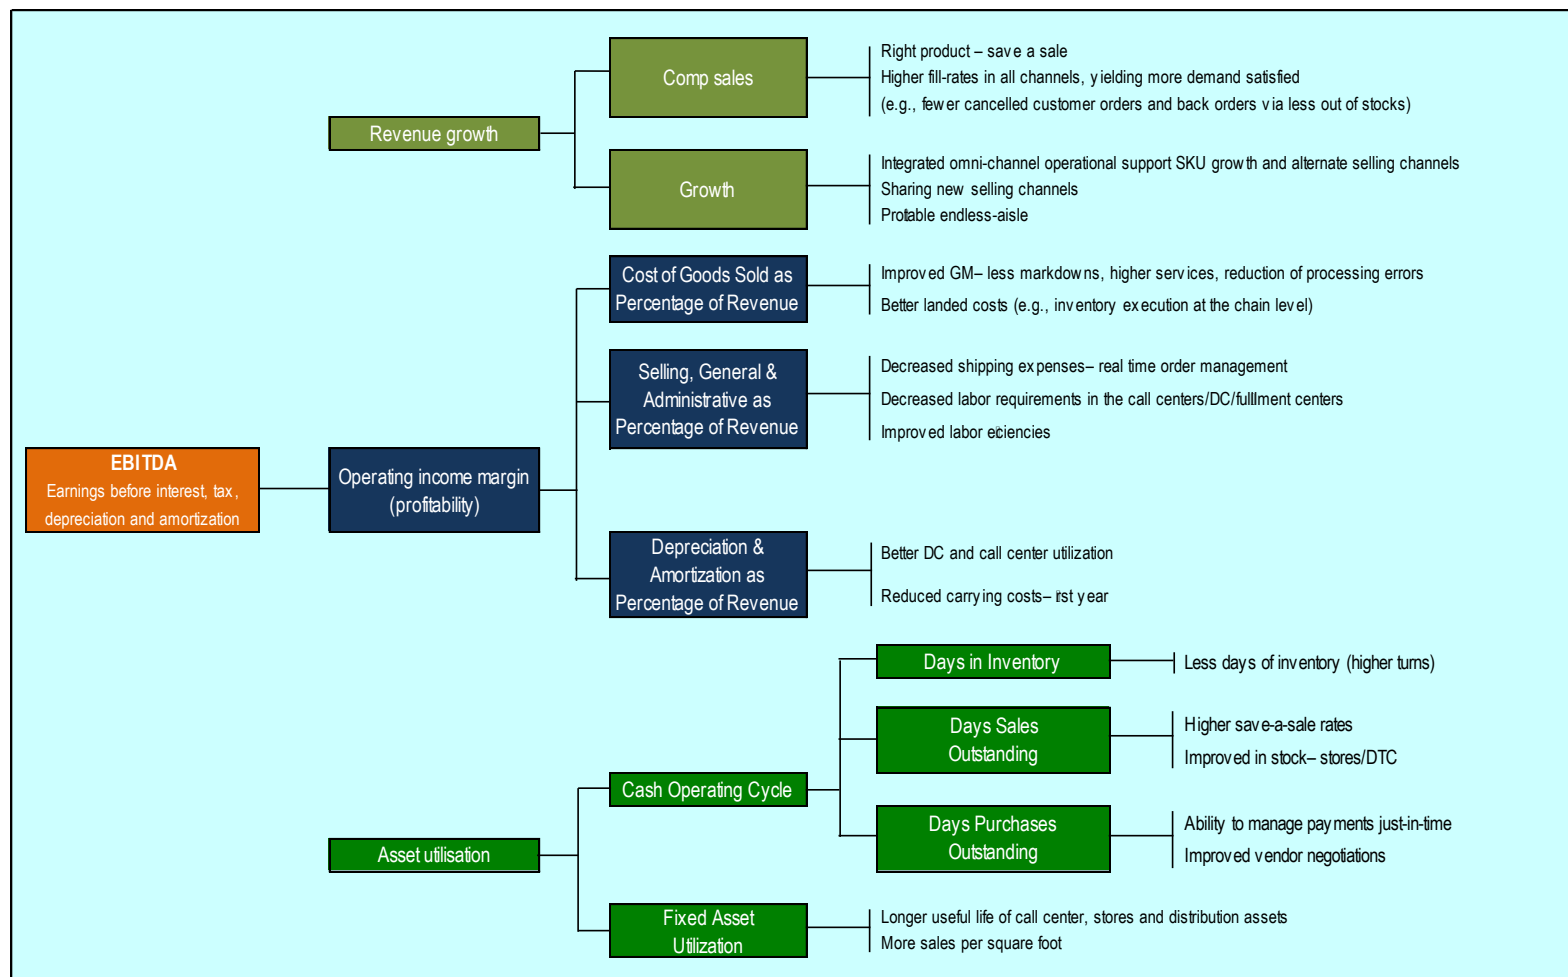 Comp sales
Right product – save a sale
Higher fill-rates in all channels, yielding more demand satisfied
(e.g., fewer cancelled customer orders and back orders via less out of stocks)
Revenue growth
Growth
Integrated omni-channel operational support SKU growth and alternate selling channels
Sharing new selling channels
Protable endless-aisle
Cost of Goods Sold as
Percentage of Revenue
Improved GM– less markdowns, higher services, reduction of processing errors
Better landed costs (e.g., inventory execution at the chain level)
Selling, General &
Administrative as
Percentage of Revenue
Decreased shipping expenses– real time order management
Decreased labor requirements in the call centers/DC/fulllment centers
Improved labor eciencies
EBITDA
Earnings before interest, tax,
depreciation and amortization
Operating income margin
(profitability)
Depreciation &
Amortization as
Percentage of Revenue
Better DC and call center utilization
Reduced carrying costs– rst year
Days in Inventory
Less days of inventory (higher turns)
Days Sales
Outstanding
Higher save-a-sale rates
Improved in stock– stores/DTC
Cash Operating Cycle
Days Purchases
Outstanding
Ability to manage payments just-in-time
Improved vendor negotiations
Asset utilisation
Fixed Asset
Utilization
Longer useful life of call center, stores and distribution assets
More sales per square foot